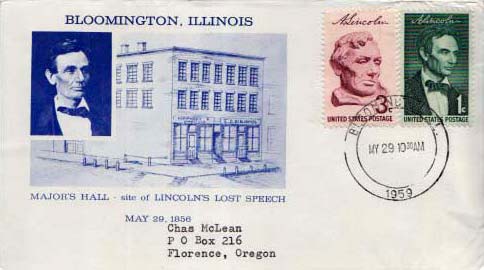 BLOOMINGTON, ILLINOIS
A. Lincoln
3¢
UNITED STATES POSTAGE
A. Lincoln
1¢
UNITED STATES POSTAGE
MAY 29 10 30 AM
1959
MAJOR'S HALL - site of LINCOLN'S LOST SPEECH
MAY 29, 1856
Chas McLean
P O Box 216
Florence, Oregon